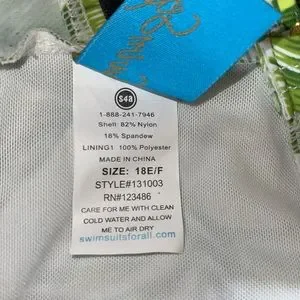 S4A
1-888-241-7946
Shell: 82% Nylon
18% Spandew
LINING1 100% Polyester
MADE IN CHINA
SIZE: 18E/F
STYLE#131003
RN#123486
CARE FOR ME WITH CLEAN
COLD WATER AND ALLOW
ME TO AIR DRY
swimsuitsforall.com